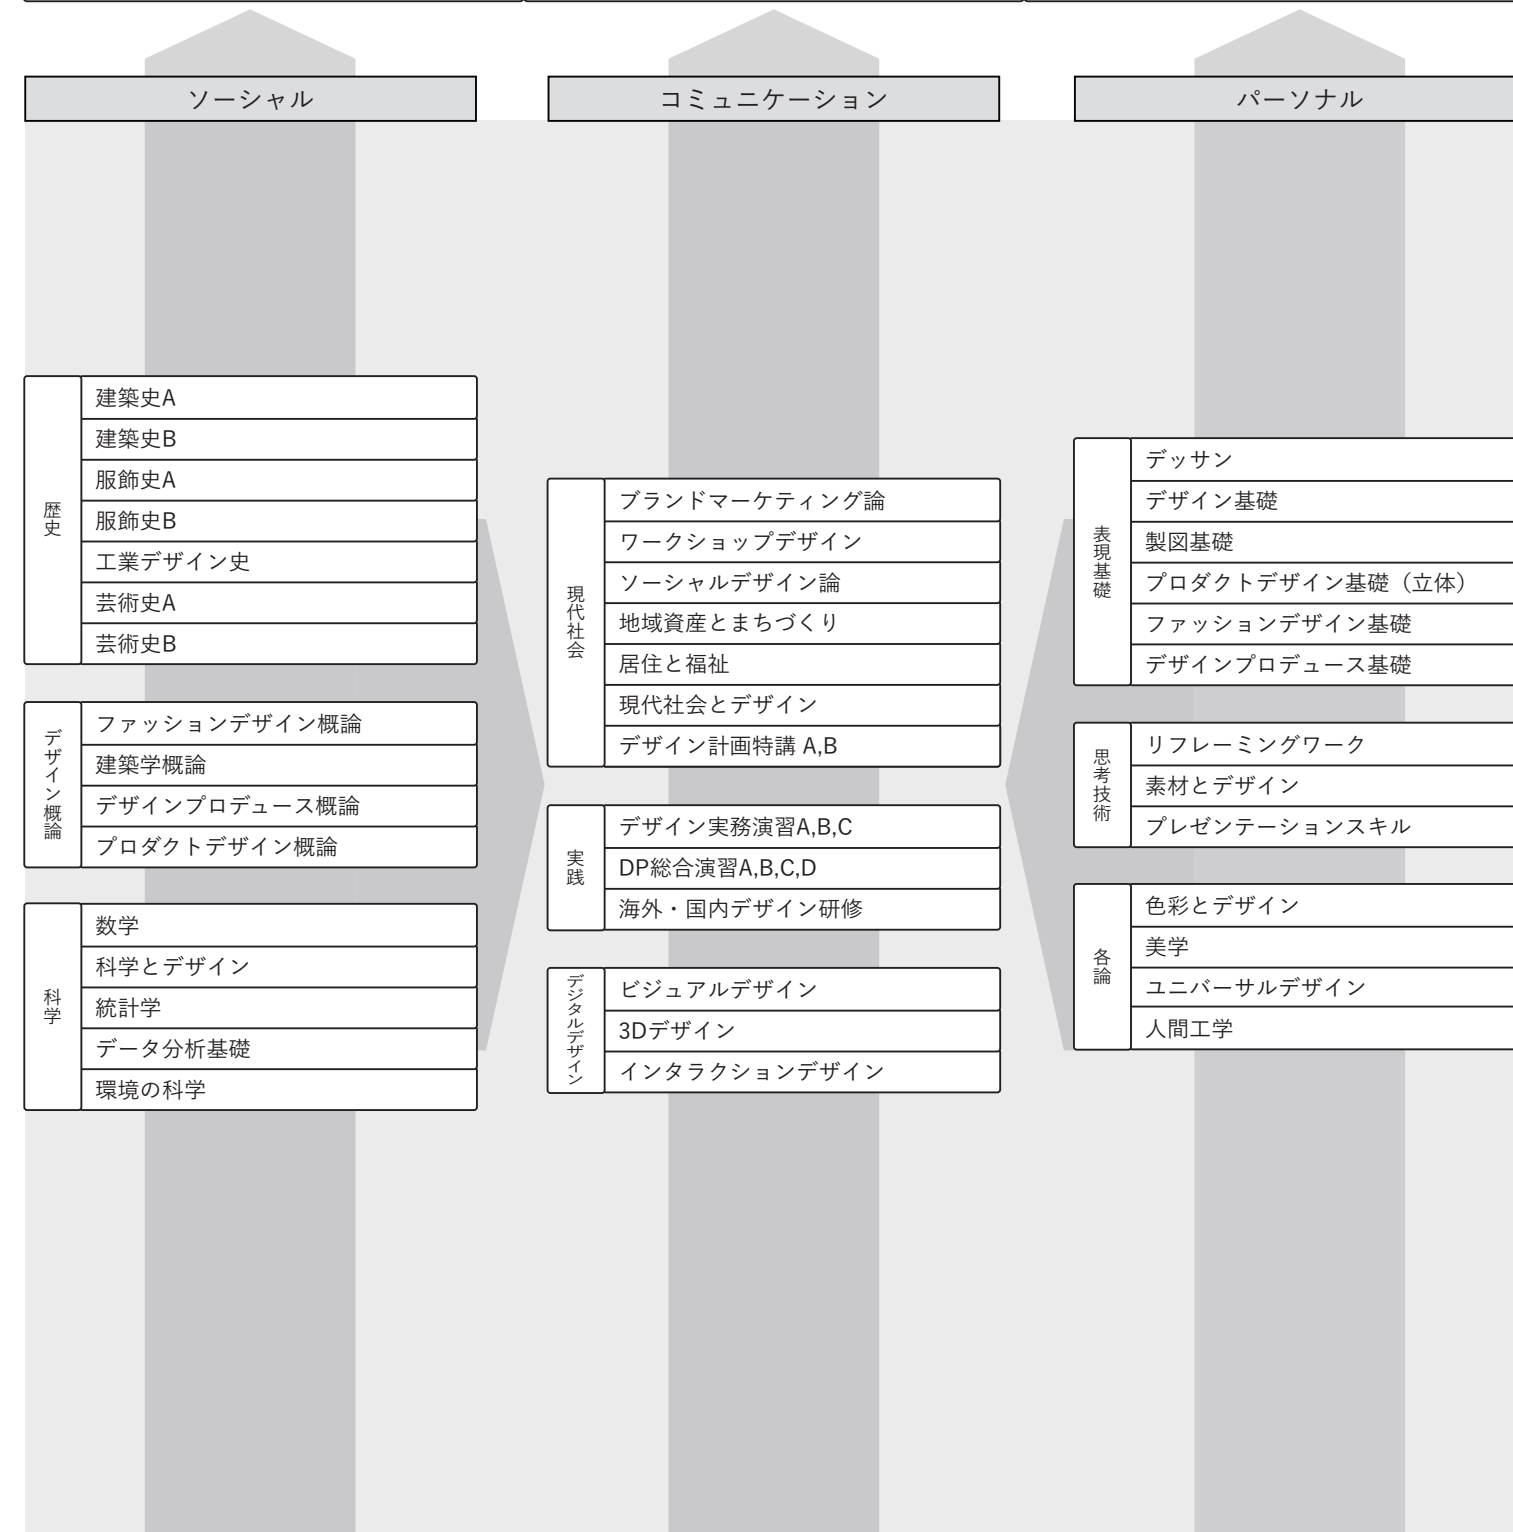 ソーシャル
歴史
建築史A
建築史B
服飾史A
服飾史B
工業デザイン史
芸術史A
芸術史B
デザイン概論
ファッションデザイン概論
建築学概論
デザインプロデュース概論
プロダクトデザイン概論
科学
数学
科学とデザイン
統計学
データ分析基礎
環境の科学
コミュニケーション
現代社会
ブランドマーケティング論
ワークショップデザイン
ソーシャルデザイン論
地域資産とまちづくり
居住と福祉
現代社会とデザイン
デザイン計画特講 A,B
実践
デザイン実務演習A,B,C
DP総合演習A,B,C,D
海外・国内デザイン研修
デジタルデザイン
ビジュアルデザイン
3Dデザイン
インタラクションデザイン
パーソナル
表現基礎
デッサン
デザイン基礎
製図基礎
プロダクトデザイン基礎（立体）
ファッションデザイン基礎
デザインプロデュース基礎
思考技術
リフレーミングワーク
素材とデザイン
プレゼンテーションスキル
各論
色彩とデザイン
美学
ユニバーサルデザイン
人間工学